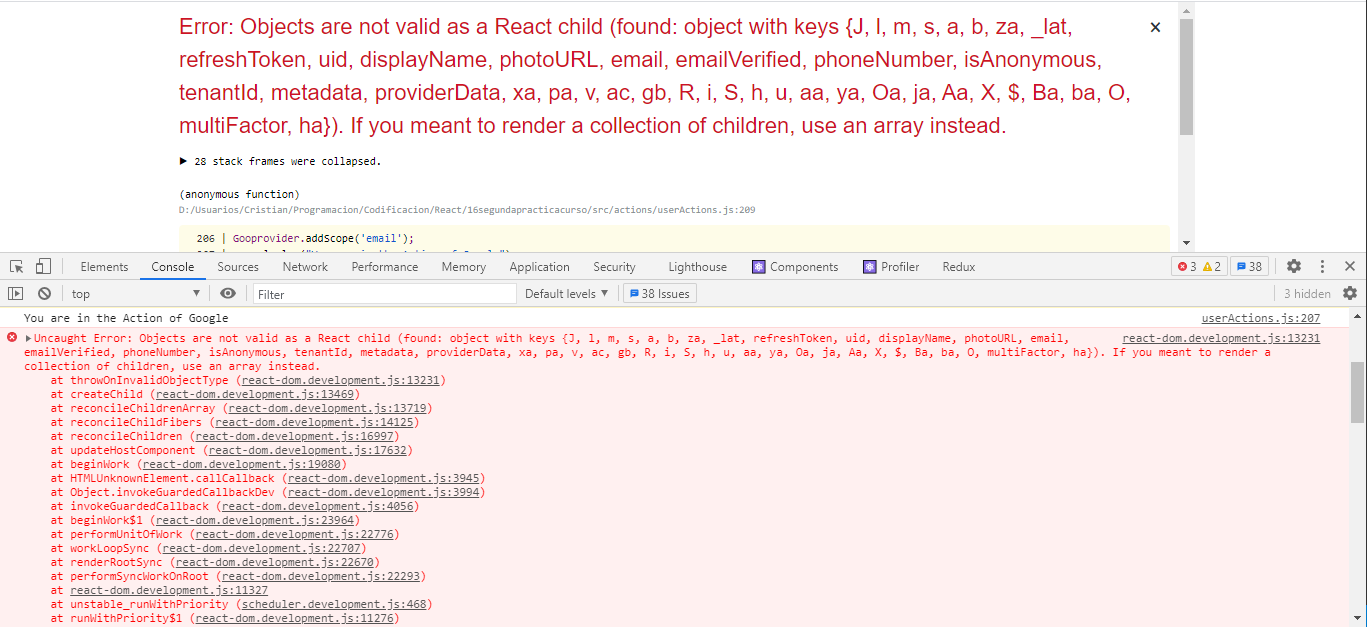 Error: Objects are not valid as a React child (found: object with keys {J, l, m, s, a, b, za, _lat,
refreshToken, uid, displayName, photoURL, email, emailVerified, phoneNumber, isAnonymous,
tenantId, metadata, providerData, xa, pa, v, ac, gb, R, i, S, h, u, aa, ya, Oa, ja, Aa, X, $, Ba, ba, O,
multiFactor, ha}). If you meant to render a collection of children, use an array instead.
▶ 28 stack frames were collapsed.
(anonymous function)
D:/Usuarios/Cristian/Programacion/Codificacion/React/16segundapracticacurso/src/actions/userActions.js:209
206 | Gooprovider.addScope('email');
Elements Console Sources Network Performance Memory Application Security Lighthouse Components Profiler Redux 3 2 38
top Filter Default levels ▼ 38 Issues 3 hidden
You are in the Action of Google userActions.js:207
Uncaught Error: Objects are not valid as a React child (found: object with keys {J, l, m, s, a, b, za, _lat, refreshToken, uid, displayName, photoURL, email, react-dom.development.js:13231
emailVerified, phoneNumber, isAnonymous, tenantId, metadata, providerData, xa, pa, v, ac, gb, R, i, S, h, u, aa, ya, Oa, ja, Aa, X, $, Ba, ba, O, multiFactor, ha}). If you meant to render a
collection of children, use an array instead.
at throwOnInvalidObjectType (react-dom.development.js:13231)
at createChild (react-dom.development.js:13469)
at reconcileChildrenArray (react-dom.development.js:13719)
at reconcileChildFibers (react-dom.development.js:14125)
at reconcileChildren (react-dom.development.js:16997)
at updateHostComponent (react-dom.development.js:17632)
at beginWork (react-dom.development.js:19080)
at HTMLUnknownElement.callCallback (react-dom.development.js:3945)
at Object.invokeGuardedCallbackDev (react-dom.development.js:3994)
at invokeGuardedCallback (react-dom.development.js:4056)
at beginWork$1 (react-dom.development.js:23964)
at performUnitOfWork (react-dom.development.js:22776)
at workLoopSync (react-dom.development.js:22707)
at renderRootSync (react-dom.development.js:22670)
at performSyncWorkOnRoot (react-dom.development.js:22293)
at react-dom.development.js:11327
at unstable_runWithPriority (scheduler.development.js:468)
at runWithPriority$1 (react-dom.development.js:11276)